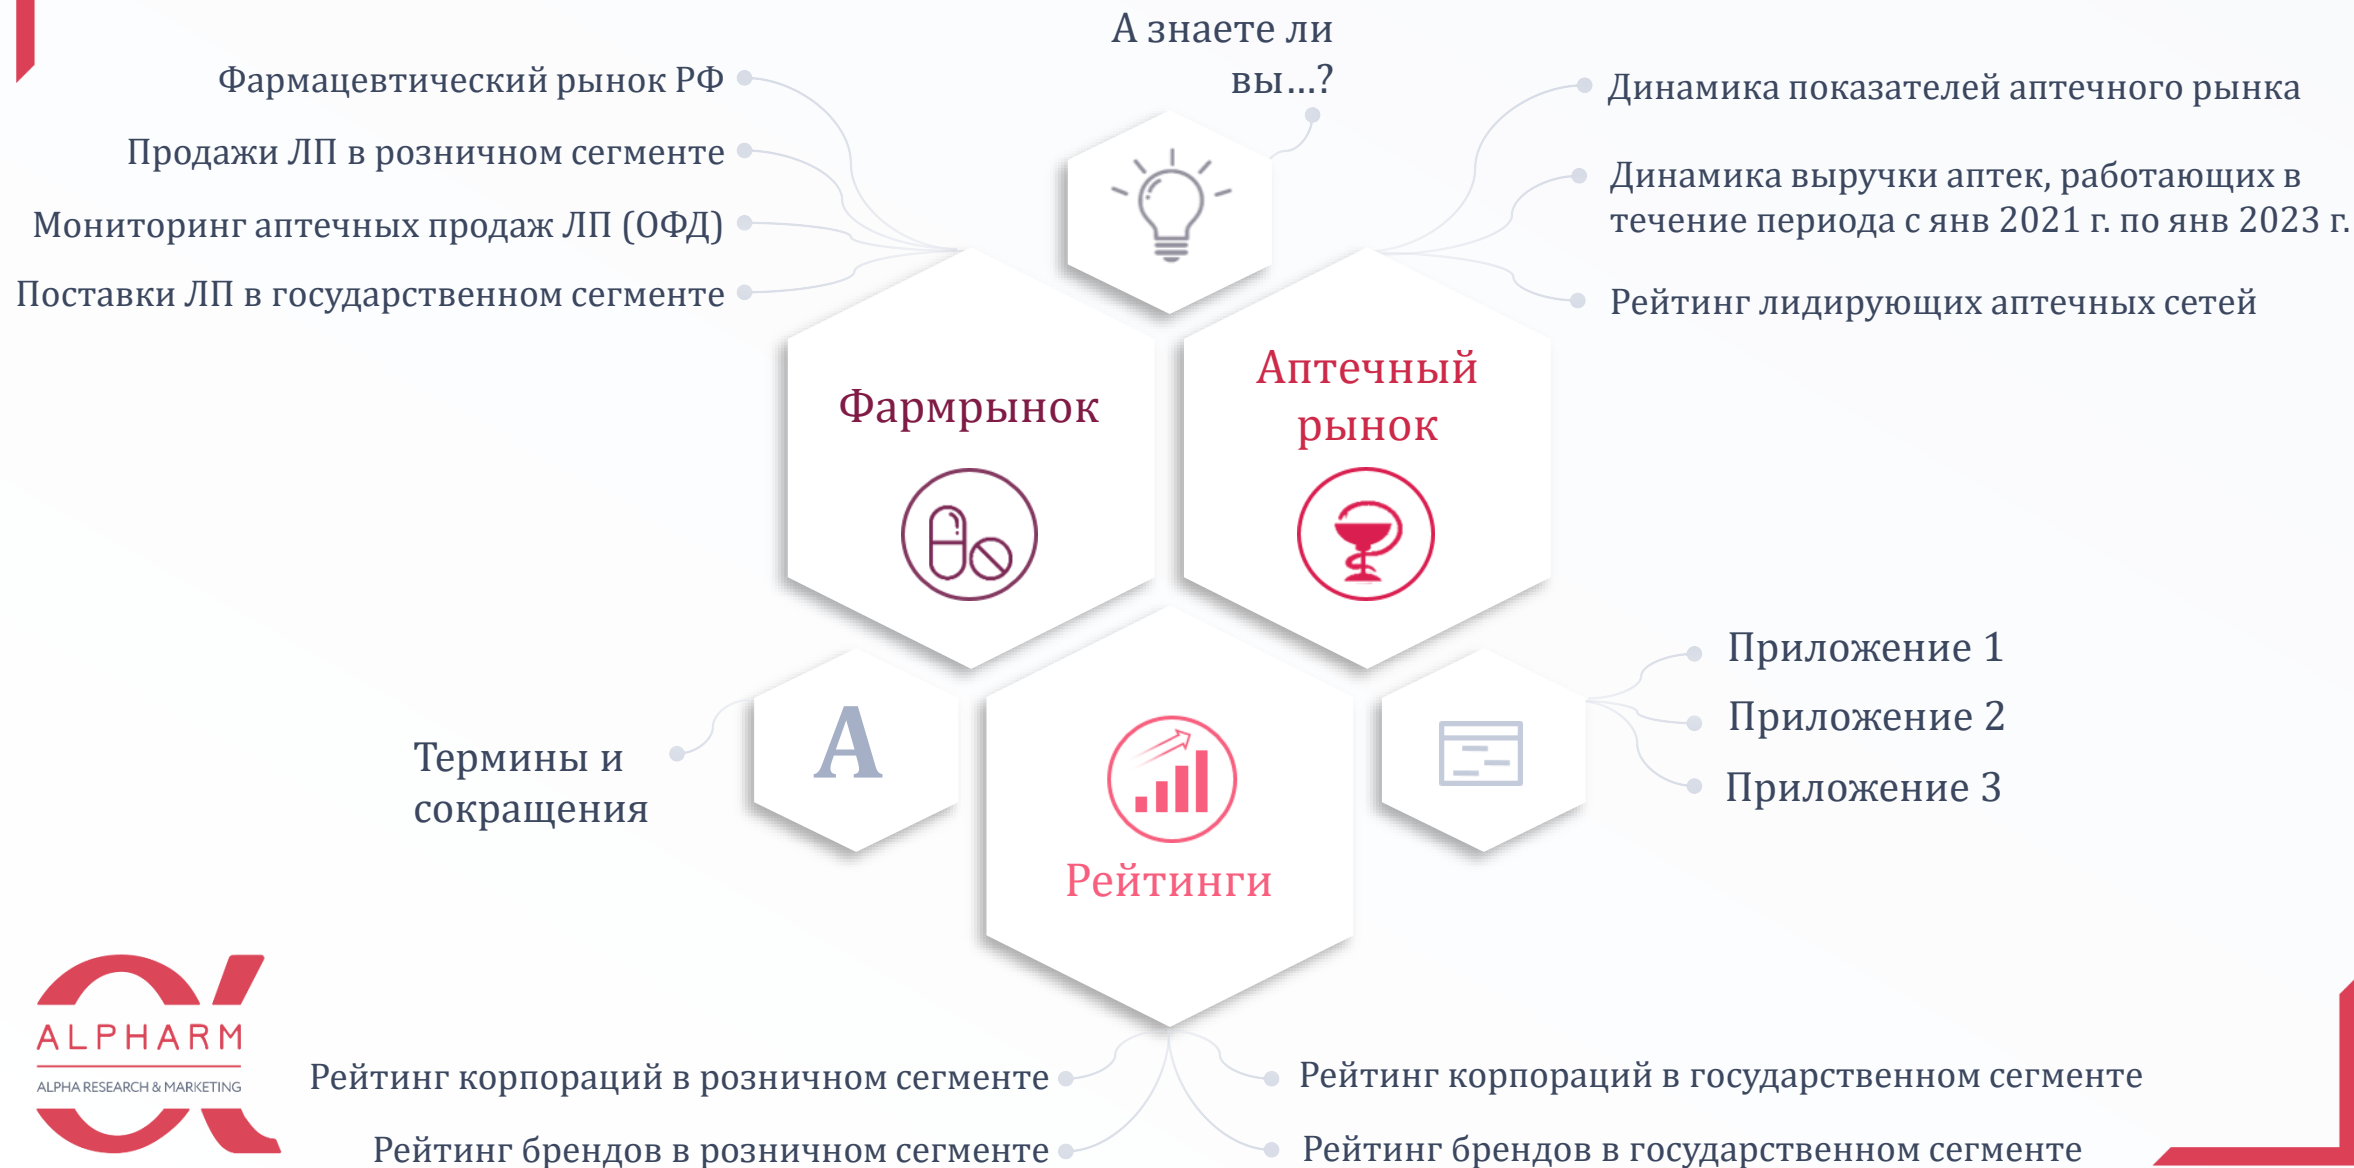 А знаете ли
вы...?
Фармацевтический рынок РФ
Продажи ЛП в розничном сегменте
Мониторинг аптечных продаж ЛП (ОФД)
Поставки ЛП в государственном сегменте
Динамика показателей аптечного рынка
Динамика выручки аптек, работающих в
течение периода с янв 2021 г. по янв 2023 г.
Рейтинг лидирующих аптечных сетей
Фармрынок
Аптечный
рынок
Термины и
сокращения
А
Рейтинги
Приложение 1
Приложение 2
Приложение 3
ALPHARM
ALPHA RESEARCH & MARKETING
Рейтинг корпораций в розничном сегменте
Рейтинг брендов в розничном сегменте
Рейтинг корпораций в государственном сегменте
Рейтинг брендов в государственном сегменте